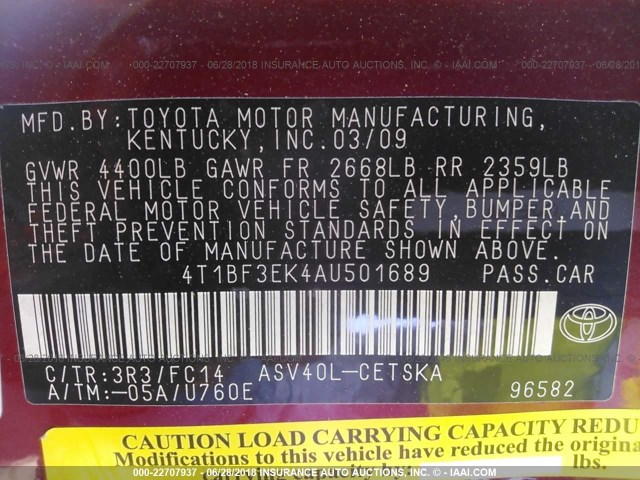 000-22707937 - 06/28/2018 INSURANCE AUTO AUCTIONS, INC. - IAAI.COM
MFD.BY: TOYOTA MOTOR MANUFACTURING,
KENTUCKY, INC. 03/09
GVWR 4400LB GAWR FR 2668LB RR 2359LB
THIS VEHICLE CONFORMS TO ALL APPLICABLE
FEDERAL MOTOR VEHICLE SAFETY, BUMPER, AND
THEFT PREVENTION STANDARDS IN EFFECT ON
THE DATE OF MANUFACTURE SHOWN ABOVE.
4T1BF3EK4AU501689 PASS.CAR
C/TR:3R3/FC14 ASV40L-CETSKA
A/TM:-05A/U760E 96582
CAUTION LOAD CARRYING CAPACITY REDU
Modifications to this vehicle have reduced the original
lbs.
000-22707937 - 06/28/2018 INSURANCE AUTO AUCTIONS, INC. - IAAI.COM